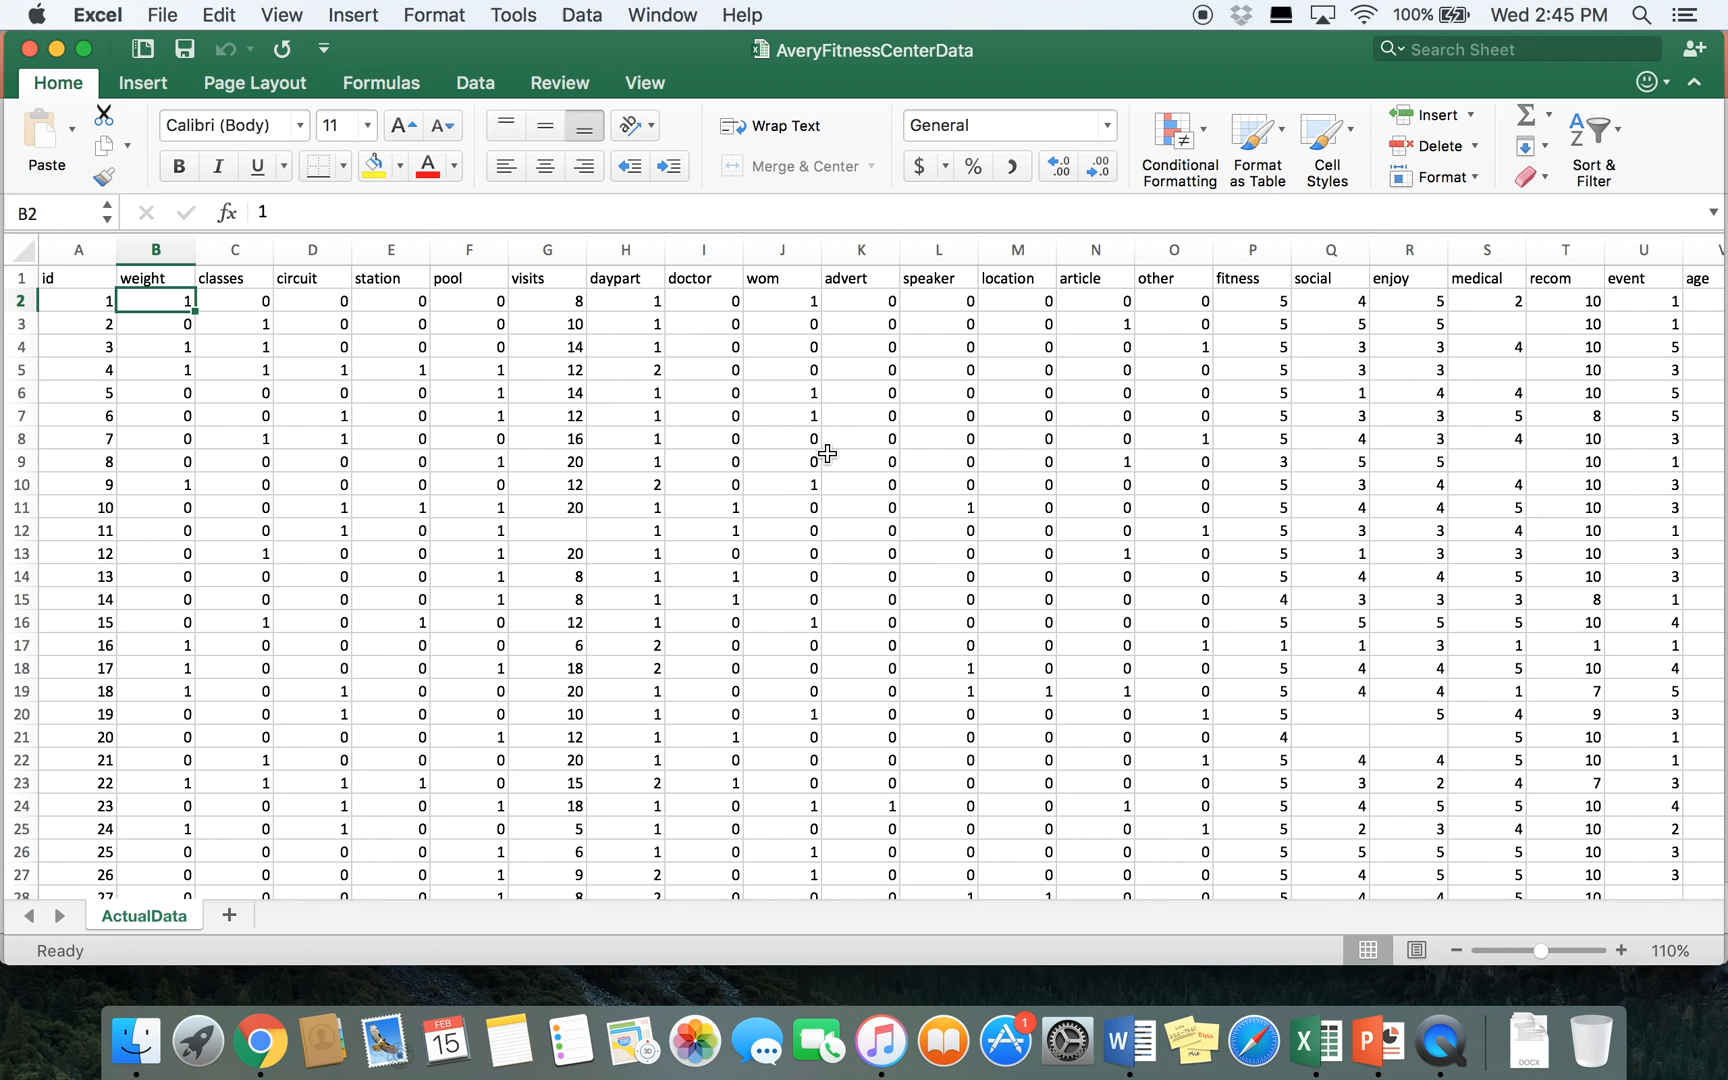 Excel File Edit View Insert Format Tools Data Window Help 100% Wed 2:45 PM
AveryFitnessCenterData Search Sheet
Home Insert Page Layout Formulas Data Review View
Paste Calibri (Body) 11 Wrap Text General Conditional Formatting Format as Table Cell Styles Insert Sort & Filter
B I U A Merge & Center $ % Delete
Format
B2 fx 1
A B C D E F G H I J K L M N O P Q R S T U V
1 id weight classes circuit station pool visits daypart doctor wom advert speaker location article other fitness social enjoy medical recom event age
2 1 1 0 0 0 0 8 1 0 1 0 0 0 0 0 5 4 5 2 10 1
3 2 0 1 0 0 0 10 1 0 0 0 0 0 1 0 5 5 5 10 1
4 3 1 1 0 0 0 14 1 0 0 0 0 0 0 1 5 3 3 4 10 5
5 4 1 1 1 1 1 12 2 0 0 0 0 0 0 0 5 3 3 10 3
6 5 0 0 0 0 1 14 1 0 1 0 0 0 0 0 5 1 4 4 10 5
7 6 0 0 1 0 1 12 1 0 1 0 0 0 0 0 5 3 3 5 8 5
8 7 0 1 1 0 0 16 1 0 0 0 0 0 0 1 5 4 3 4 10 3
9 8 0 0 0 0 1 20 1 0 0 0 0 0 1 0 3 5 5 10 1
10 9 1 0 0 0 0 12 2 0 1 0 0 0 0 0 5 3 4 4 10 3
11 10 0 0 1 1 1 20 1 1 0 0 1 0 0 0 5 4 4 5 10 3
12 11 0 0 1 0 1 1 1 0 0 0 0 0 1 5 3 3 4 10 1
13 12 0 1 0 0 1 20 1 0 0 0 0 0 1 0 5 1 3 3 10 3
14 13 0 0 0 0 1 8 1 1 0 0 0 0 0 0 5 4 4 5 10 3
15 14 0 0 0 0 1 8 1 1 0 0 0 0 0 0 4 3 3 3 8 1
16 15 0 1 0 1 0 12 1 0 1 0 0 0 0 0 5 5 5 5 10 4
17 16 1 0 0 0 0 6 2 0 0 0 0 0 0 1 1 1 3 1 1 1
18 17 1 0 0 0 1 18 2 0 0 0 1 0 0 0 5 4 4 5 10 4
19 18 1 0 1 0 0 20 1 0 0 0 1 1 1 0 5 4 4 1 7 5
20 19 0 0 1 0 0 10 1 0 1 0 0 0 0 1 5 5 4 9 3
21 20 0 0 0 0 1 12 1 1 0 0 0 0 0 0 4 5 10 1
22 21 0 1 0 0 0 20 1 0 0 0 0 0 0 1 5 4 4 5 10 1
23 22 1 1 1 1 0 15 2 1 0 0 0 0 0 0 5 3 2 4 7 3
24 23 0 0 1 0 1 18 1 0 1 1 0 0 1 0 5 4 5 5 10 4
25 24 1 0 1 0 0 5 1 0 0 0 0 0 0 1 5 2 3 4 10 2
26 25 0 0 0 0 1 6 1 0 1 0 0 0 0 0 5 5 5 5 10 3
27 26 0 0 0 0 1 9 2 0 1 0 0 0 0 0 5 4 5 5 10 3
28 27 0 0 0 0 1 8 2 0 0 0 1 1 0 0 5 4 4 5 10
ActualData +
Ready 110%
FEB
15
1
DOCX